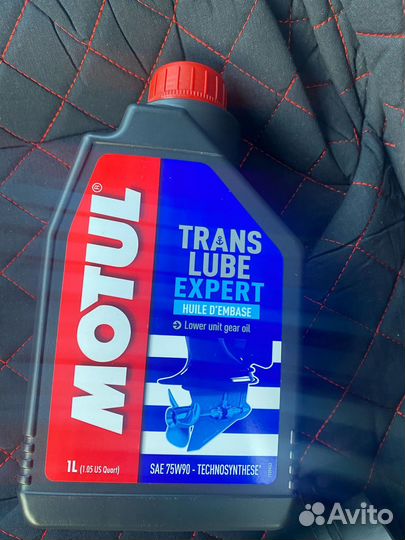 MOTUL®
TRANS
LUBE
EXPERT
HUILE D'EMBASE
Lower unit gear oil
1L (1.05 US Quart)
SAE 75W90 - TECHNOSYNTHESE®
Avito